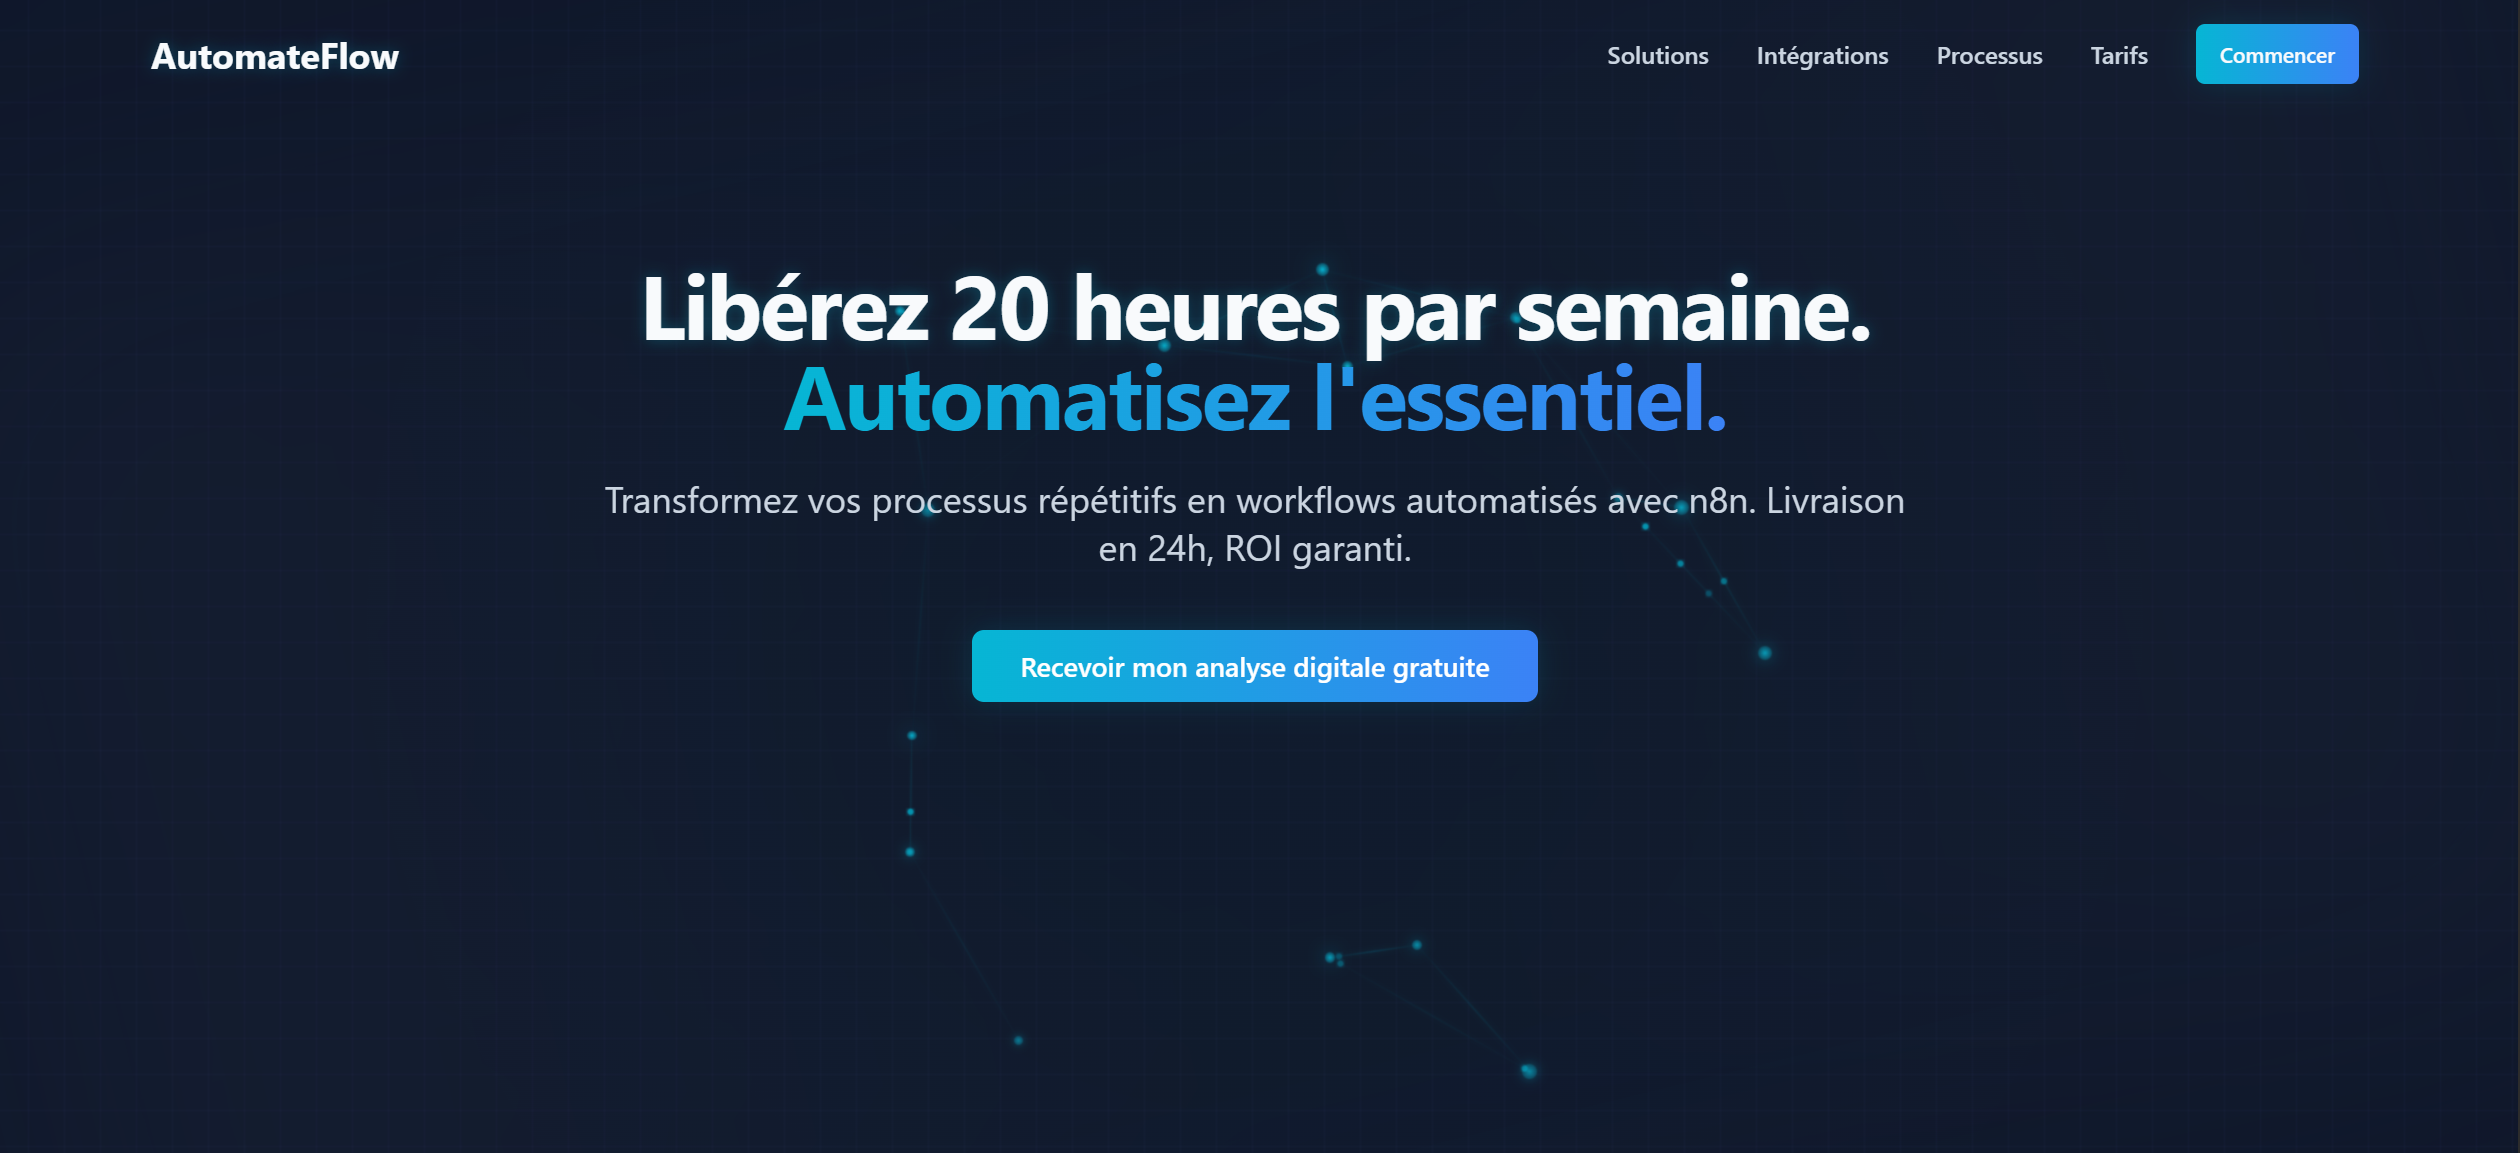 AutomateFlow
Solutions
Intégrations
Processus
Tarifs
Commencer
Libérez 20 heures par semaine.
Automatisez l'essentiel.
Transformez vos processus répétitifs en workflows automatisés avec n8n. Livraison
en 24h, ROI garanti.
Recevoir mon analyse digitale gratuite